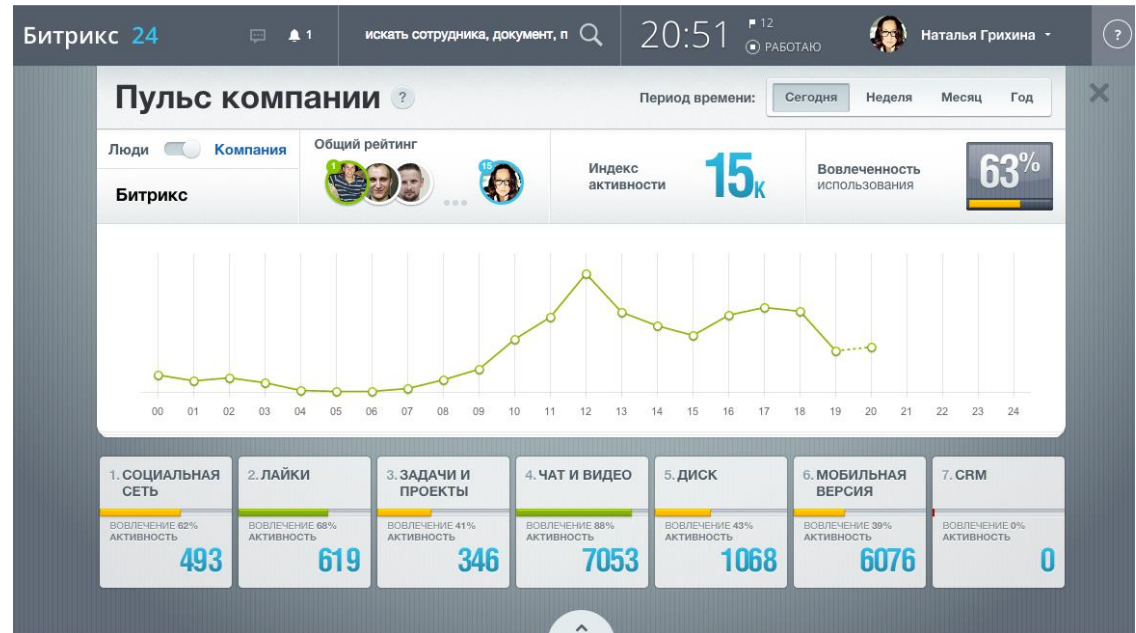 Битрикс 24
1
искать сотрудника, документ, п
20:51
12
РАБОТАЮ
Наталья Грихина
?
Пульс компании ?
Период времени:
Сегодня Неделя Месяц Год
Люди Компания
Битрикс
Общий рейтинг
1
...
15
Индекс
активности
15к
Вовлеченность
использования
63%
00 01 02 03 04 05 06 07 08 09 10 11 12 13 14 15 16 17 18 19 20 21 22 23 24
1. СОЦИАЛЬНАЯ
СЕТЬ
ВОВЛЕЧЕНИЕ 62%
АКТИВНОСТЬ
493
2. ЛАЙКИ
ВОВЛЕЧЕНИЕ 68%
АКТИВНОСТЬ
619
3. ЗАДАЧИ И
ПРОЕКТЫ
ВОВЛЕЧЕНИЕ 41%
АКТИВНОСТЬ
346
4. ЧАТ И ВИДЕО
ВОВЛЕЧЕНИЕ 88%
АКТИВНОСТЬ
7053
5. ДИСК
ВОВЛЕЧЕНИЕ 43%
АКТИВНОСТЬ
1068
6. МОБИЛЬНАЯ
ВЕРСИЯ
ВОВЛЕЧЕНИЕ 39%
АКТИВНОСТЬ
6076
7. CRM
ВОВЛЕЧЕНИЕ 0%
АКТИВНОСТЬ
0